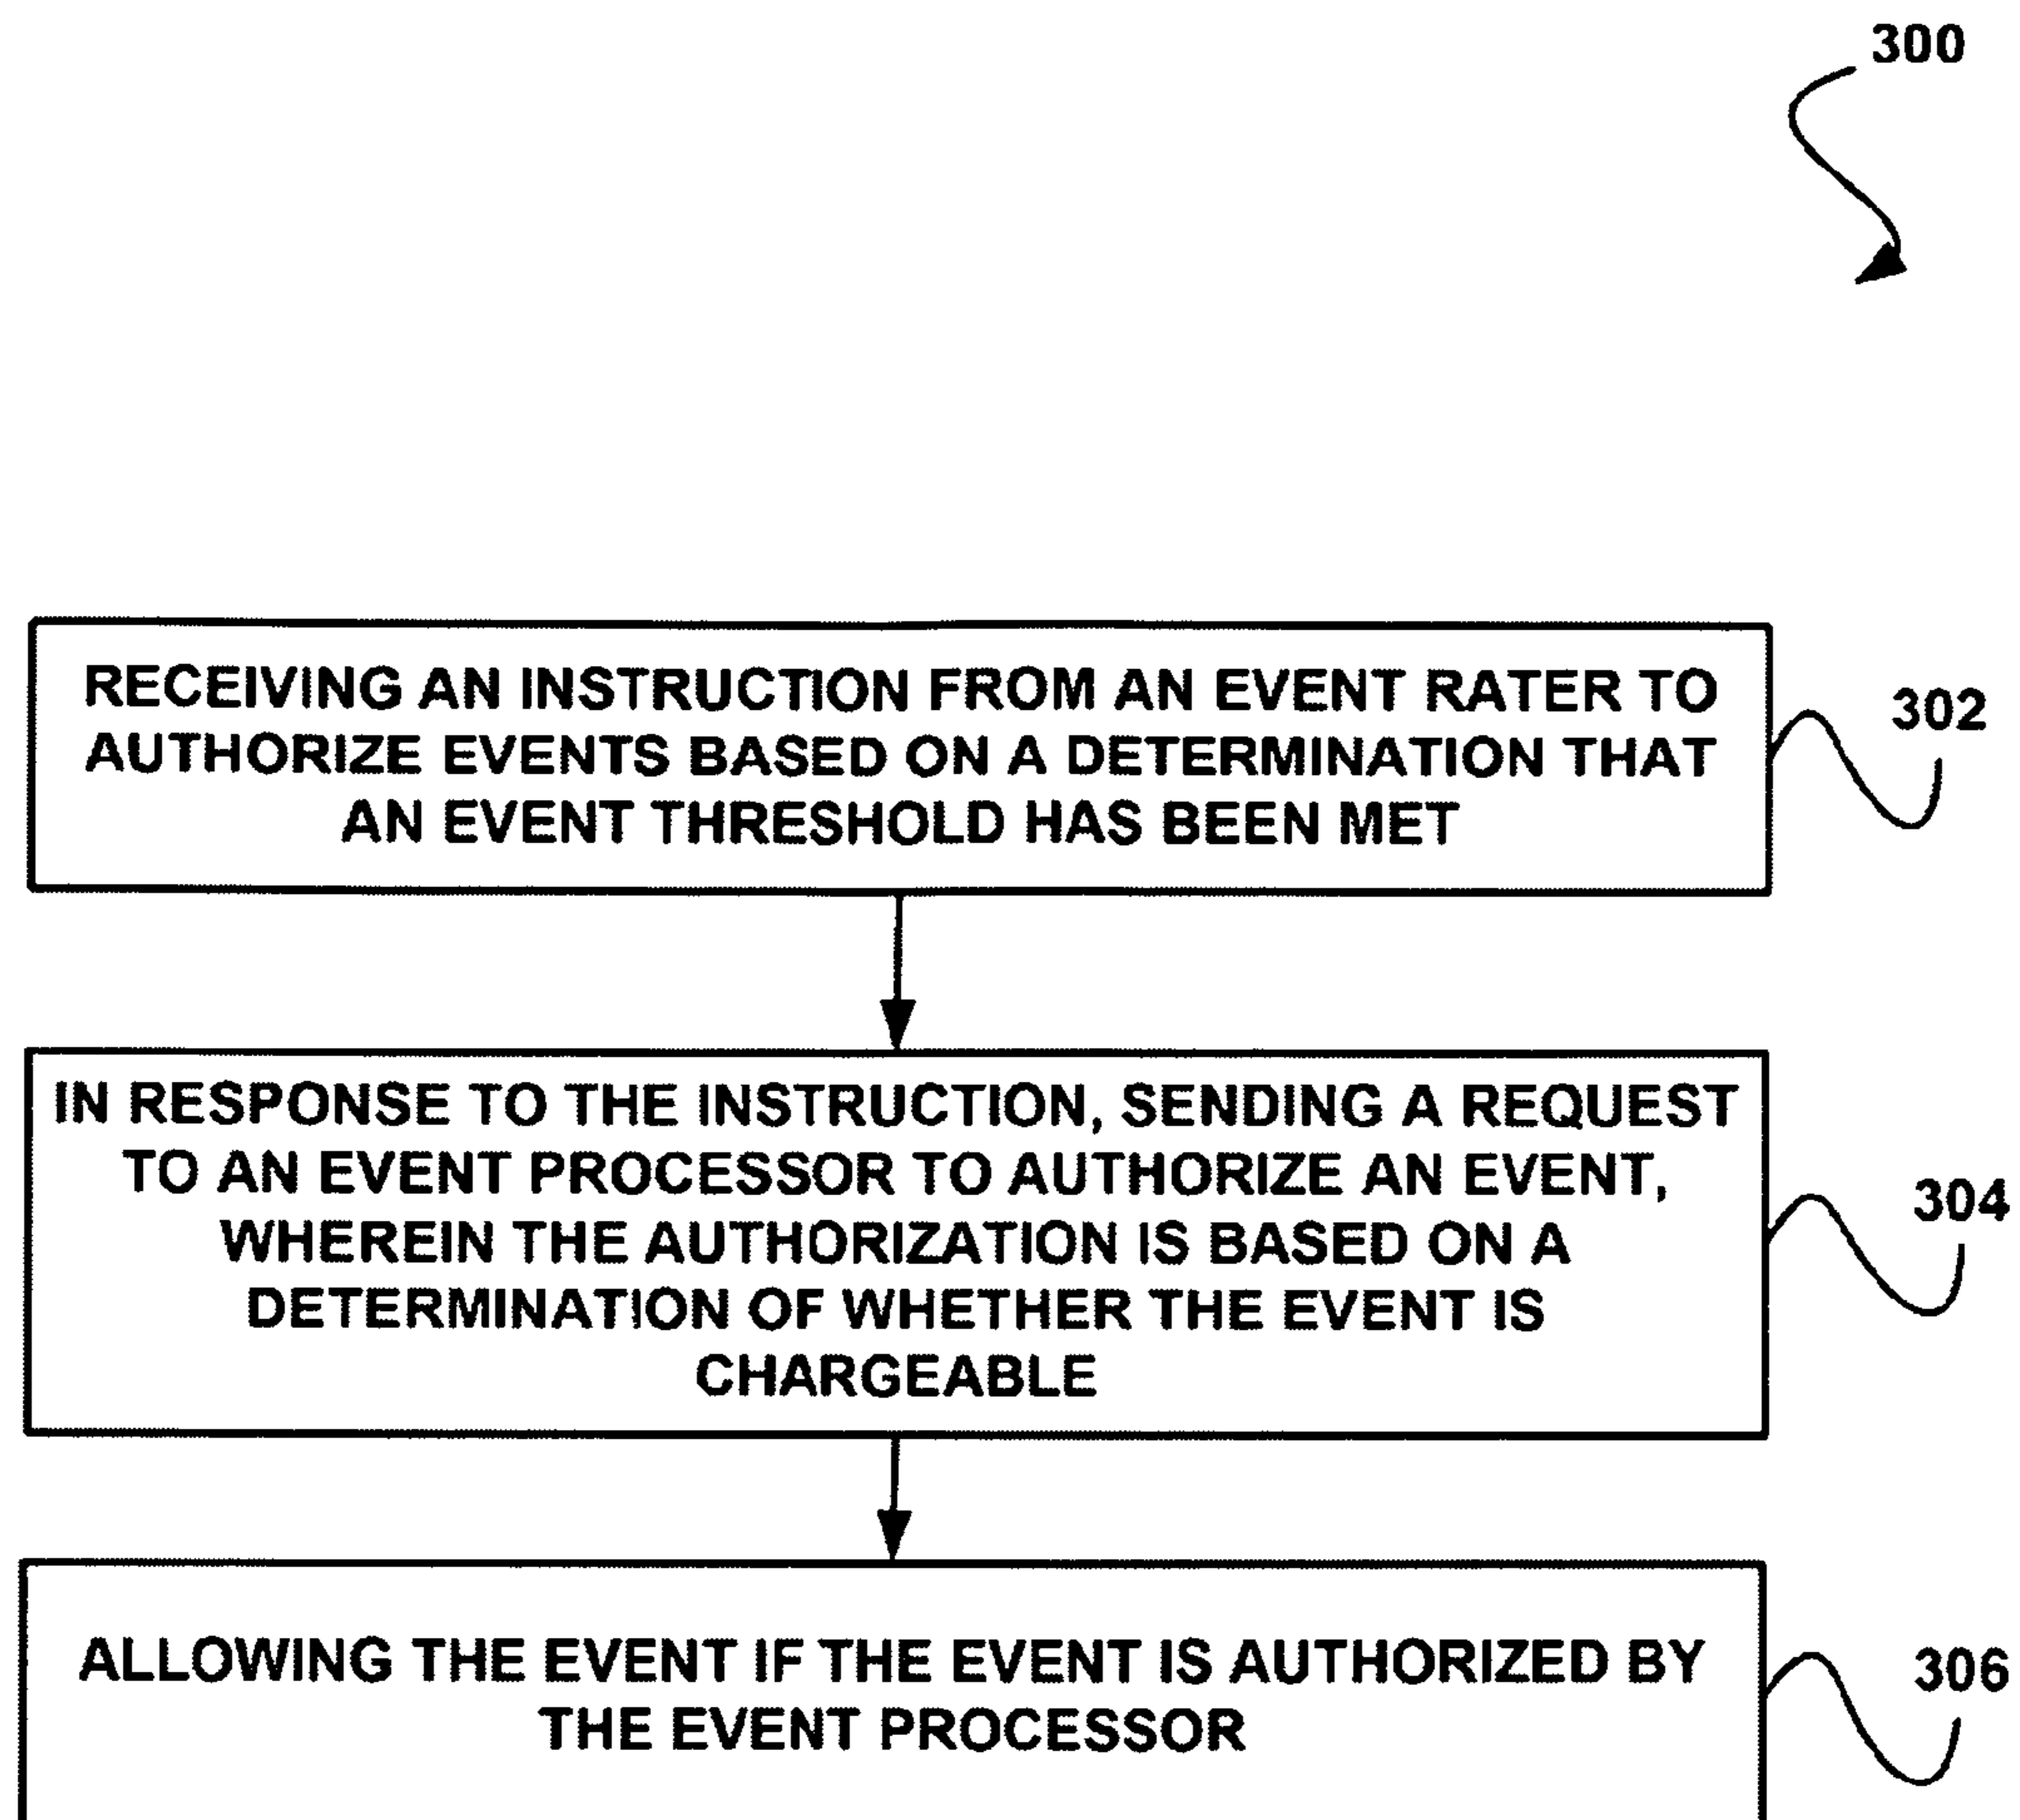 300
RECEIVING AN INSTRUCTION FROM AN EVENT RATER TO
AUTHORIZE EVENTS BASED ON A DETERMINATION THAT
AN EVENT THRESHOLD HAS BEEN MET
302
IN RESPONSE TO THE INSTRUCTION, SENDING A REQUEST
TO AN EVENT PROCESSOR TO AUTHORIZE AN EVENT,
WHEREIN THE AUTHORIZATION IS BASED ON A
DETERMINATION OF WHETHER THE EVENT IS
CHARGEABLE
304
ALLOWING THE EVENT IF THE EVENT IS AUTHORIZED BY
THE EVENT PROCESSOR
306